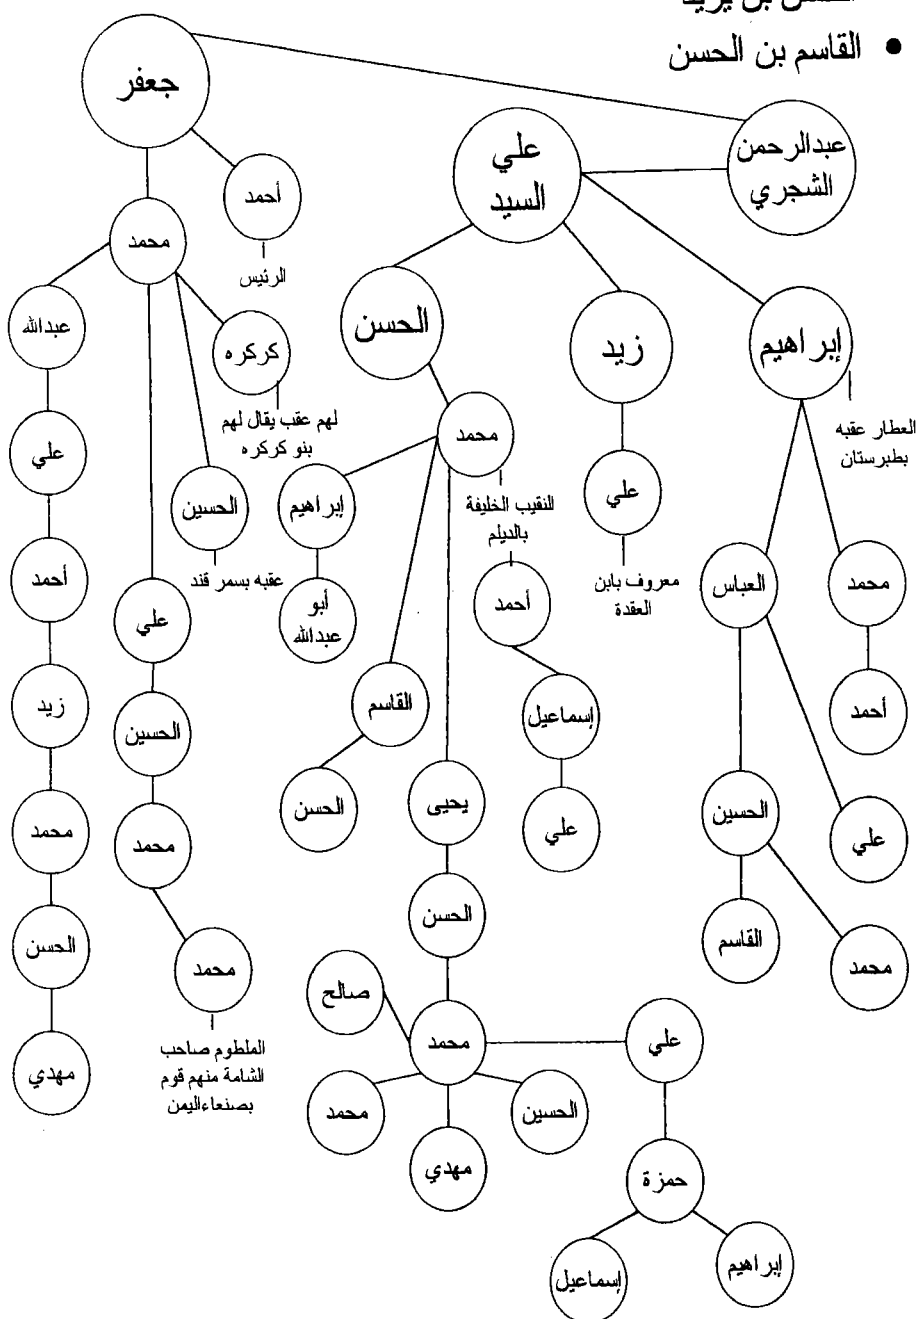 القاسم بن الحسن
جعفر
عبدالرحمن
الشجري
علي
السيد
أحمد
الرئيس
محمد
عبدالله
كركره
لهم عقب يقال لهم
بنو كركره
الحسن
زيد
إبراهيم
العطار عقبه
بطبرستان
علي
الحسين
عقبه بسمر قند
إبراهيم
محمد
النقيب الخليفة
بالديلم
علي
معروف بابن
العقدة
أحمد
علي
أبو
عبدالله
أحمد
العباس
محمد
زيد
الحسين
القاسم
إسماعيل
أحمد
محمد
محمد
الحسن
يحيى
علي
الحسين
علي
الحسن
محمد
الملطوم صاحب
الشامة منهم قوم
بصنعاءاليمن
الحسن
القاسم
محمد
صالح
محمد
علي
مهدي
محمد
الحسين
مهدي
حمزة
إسماعيل
إبراهيم